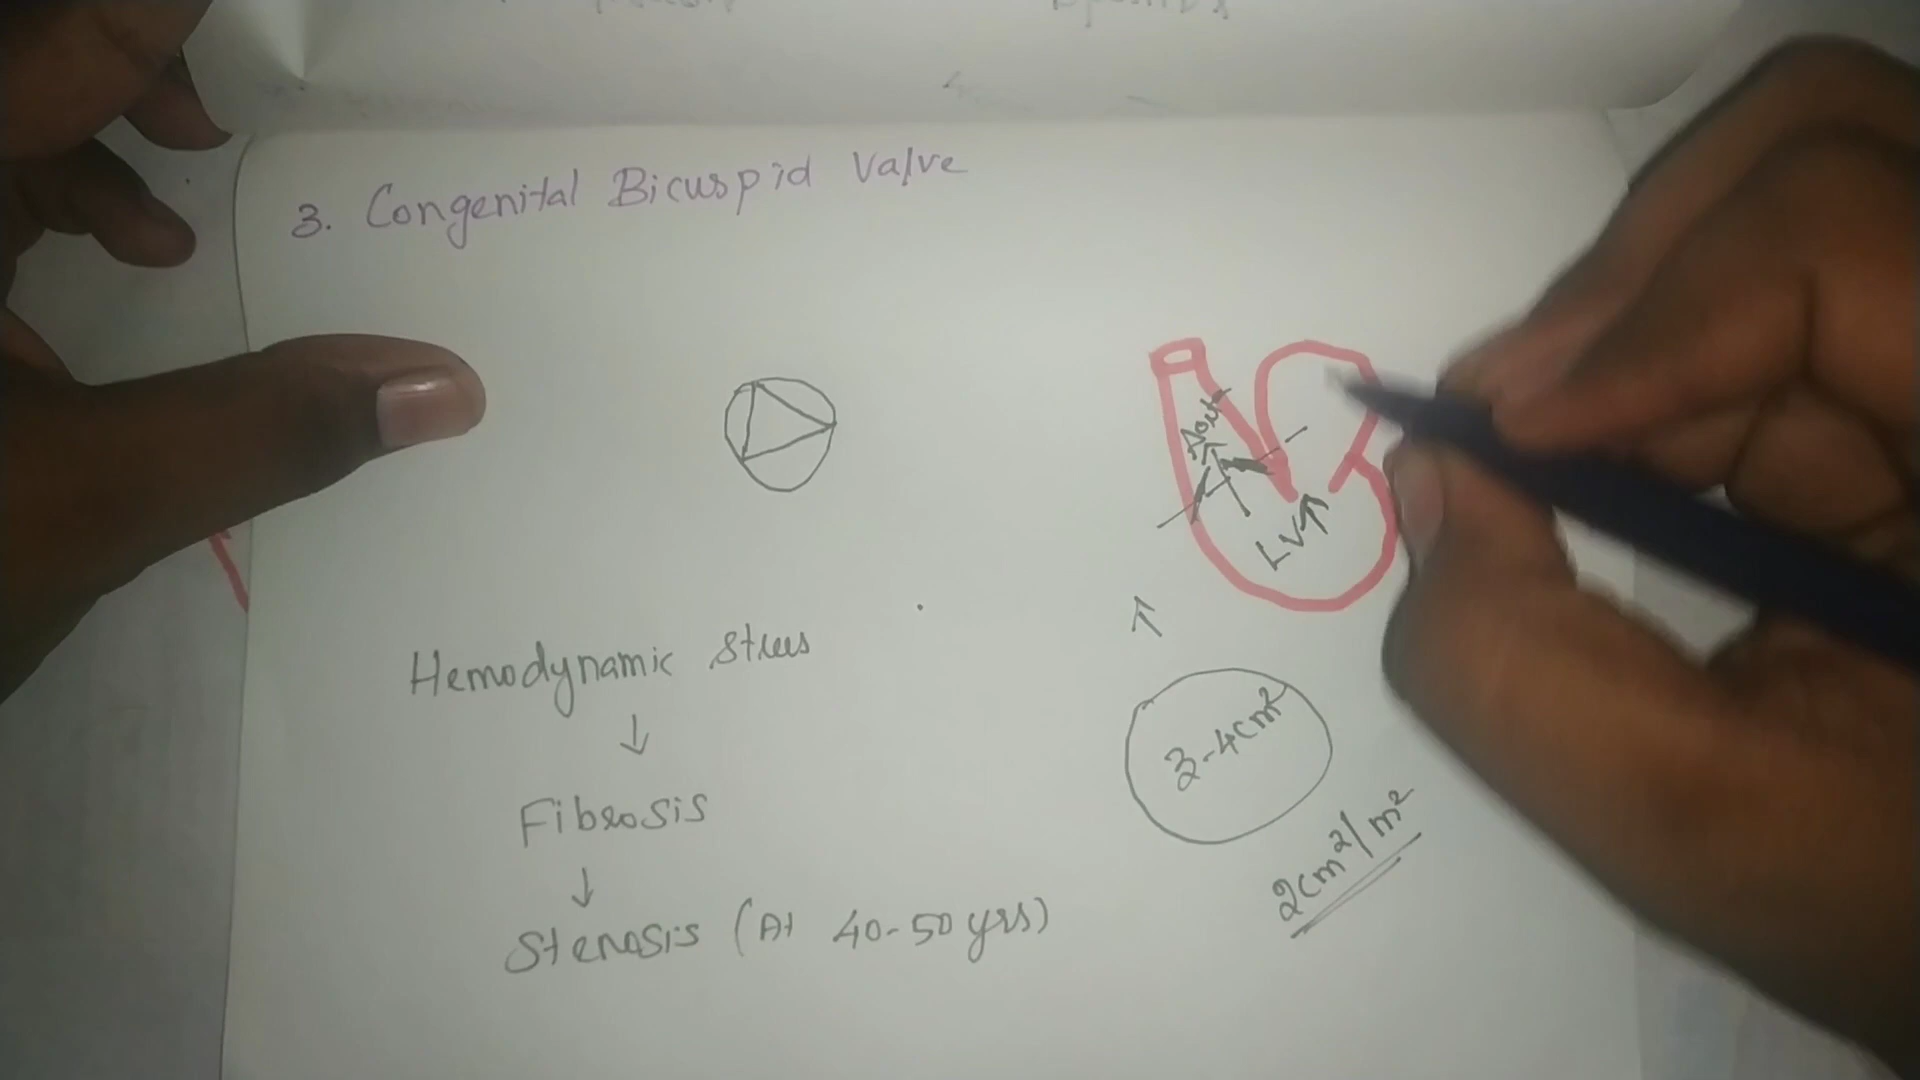 3. Congenital Bicuspid Valve
Aorta
LV↑
Hemodynamic Stress
↓
Fibrosis
↓
Stenosis (At 40-50 yrs)
↑
3-4cm²
2cm²/m²